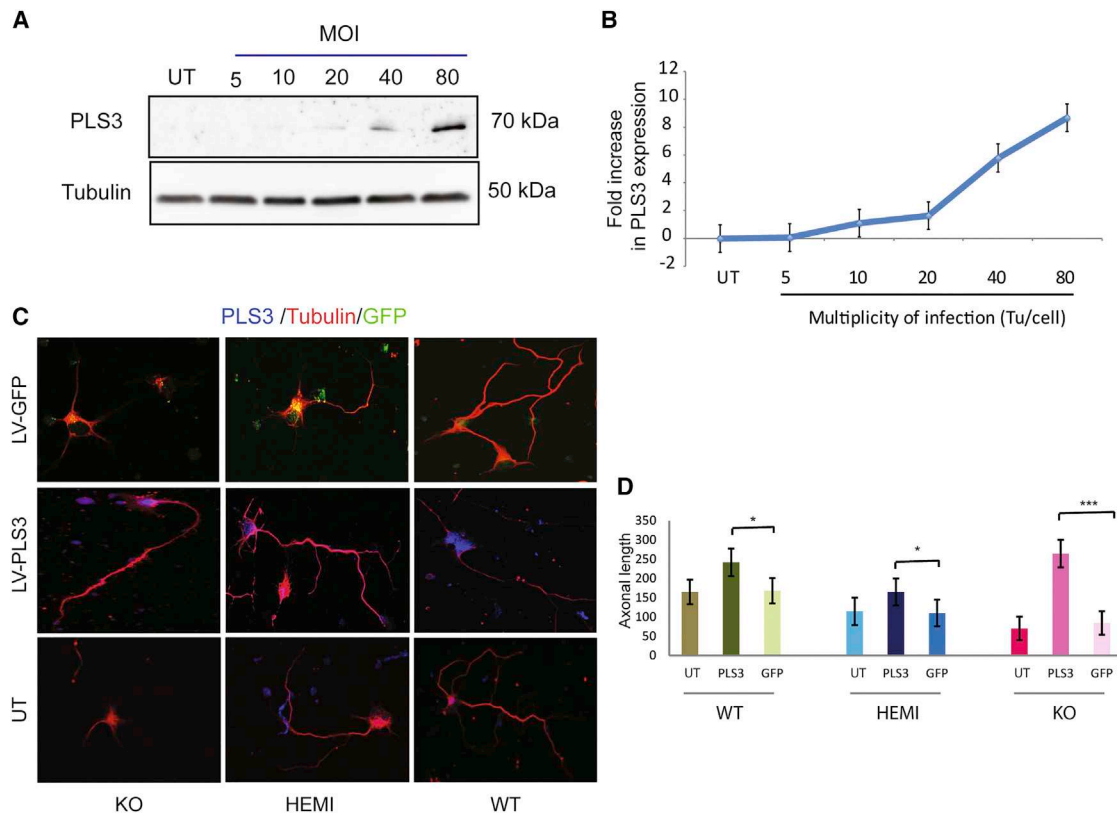 A
MOI
UT 5 10 20 40 80
PLS3
70 kDa
Tubulin
50 kDa
B
Fold increase
in PLS3 expression
12
10
8
6
4
2
0
-2
UT 5 10 20 40 80
Multiplicity of infection (Tu/cell)
C
PLS3 /Tubulin/GFP
LV-GFP
LV-PLS3
UT
KO HEMI WT
D
Axonal length
350
300
250
200
150
100
50
0
* * ***
UT PLS3 GFP UT PLS3 GFP UT PLS3 GFP
WT HEMI KO